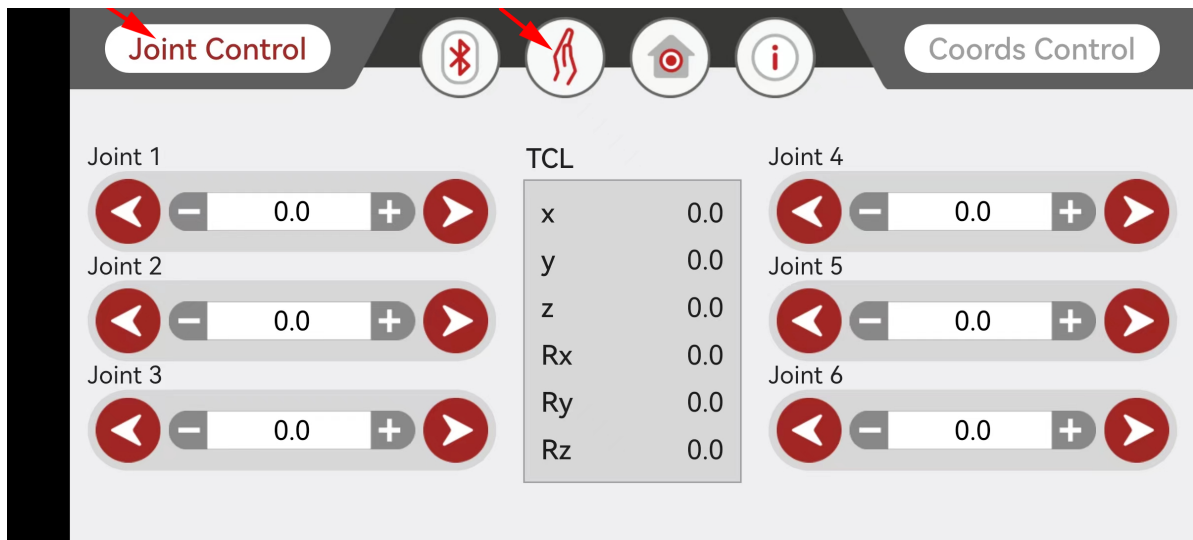 Joint Control
i
Coords Control
Joint 1
- 0.0 +
Joint 2
- 0.0 +
Joint 3
- 0.0 +
TCL
x 0.0
y 0.0
z 0.0
Rx 0.0
Ry 0.0
Rz 0.0
Joint 4
- 0.0 +
Joint 5
- 0.0 +
Joint 6
- 0.0 +